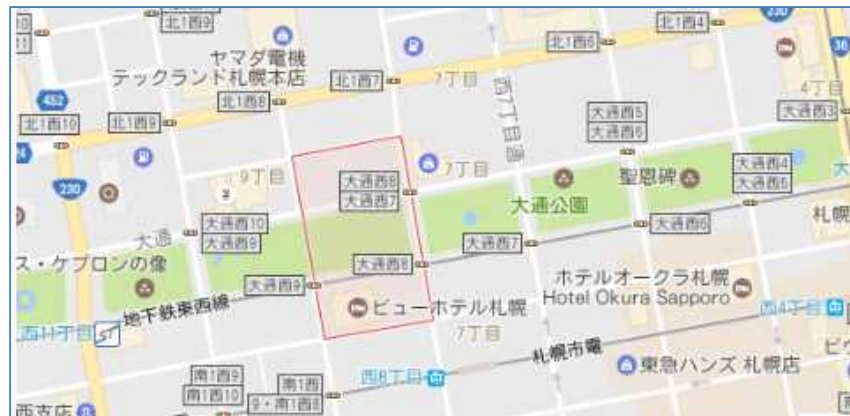 北1西9
北1西4
230
36
ヤマダ電機
テックランド札幌本店
北1西6
北1西7
7丁目
4丁目
452
北1西8
北1西10
北1西9
西7丁目通
大通西5
大通西6
大通西3
9丁目
大通西8
大通西7
7丁目
聖恩碑
大通西4
大通西5
230
大通西10
大通西9
大通
大通公園
大通西6
札幌
ス・ケプロンの像
大通西8
大通西7
大通西9
ホテルオークラ札幌
Hotel Okura Sapporo
地下鉄東西線
ビューホテル札幌
西4丁目
西11丁目
7丁目
札幌市電
南1西9
南1西10
南1西
9・南1西8
西8丁目
東急ハンズ 札幌店
西支店